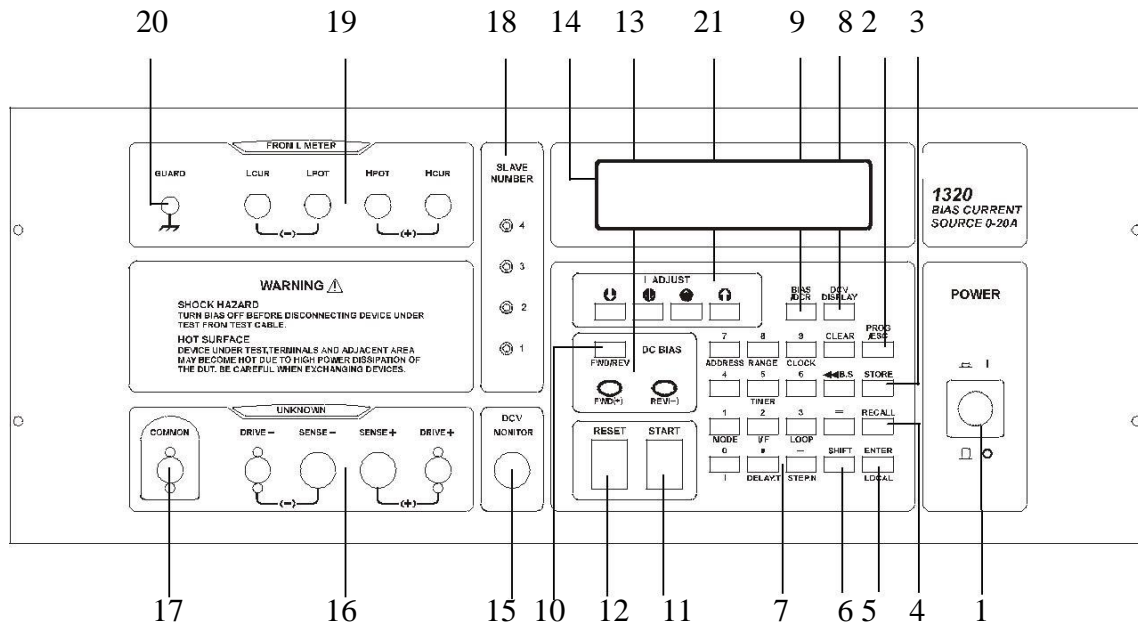 20 19 18 14 13 21 9 8 2 3
FRON L METER
GUARD LCUR LPOT HPOT HCUR
(-) (+)
SLAVE
NUMBER
4
3
2
1
1320
BIAS CURRENT
SOURCE 0-20A
WARNING ⚠
SHOCK HAZARD
TURN BIAS OFF BEFORE DISCONNECTING DEVICE UNDER
TEST FROM TEST CABLE.
HOT SURFACE
DEVICE UNDER TEST,TERMINALS AND ADJACENT AREA
MAY BECOME HOT DUE TO HIGH POWER DISSIPATION OF
THE DUT. BE CAREFUL WHEN EXCHANGING DEVICES.
I ADJUST
BIAS
/DCR
DCV
DISPLAY
7 8 9 CLEAR PROG
/ESC
ADDRESS RANGE CLOCK
4 5 6 ◀◀B.S STORE
TIMER
1 2 3 — RECALL
MODE I/F LOOP
0 — SHIFT ENTER
I DELAY.T STEP.N LOCAL
FWD/REV
DC BIAS
FWD(+) REV(-)
RESET START
POWER
I
UNKNOWN
COMMON DRIVE- SENSE- SENSE+ DRIVE+
(-) (+)
DCV
MONITOR
17 16 15 10 12 11 7 6 5 4 1